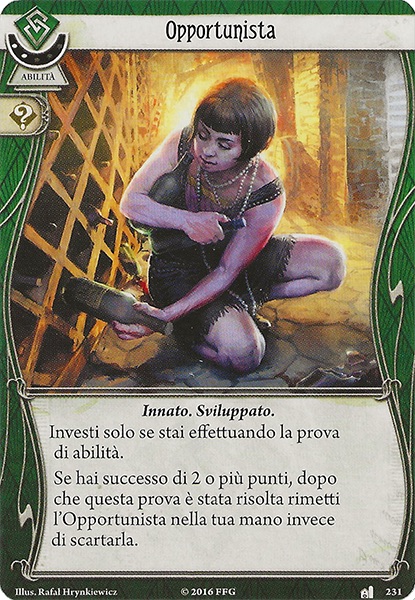 Opportunista
ABILITÀ
?
Innato. Sviluppato.
Investi solo se stai effettuando la prova
di abilità.
Se hai successo di 2 o più punti, dopo
che questa prova è stata risolta rimetti
l'Opportunista nella tua mano invece
di scartarla.
Illus. Rafal Hrynkiewicz
© 2016 FFG
231